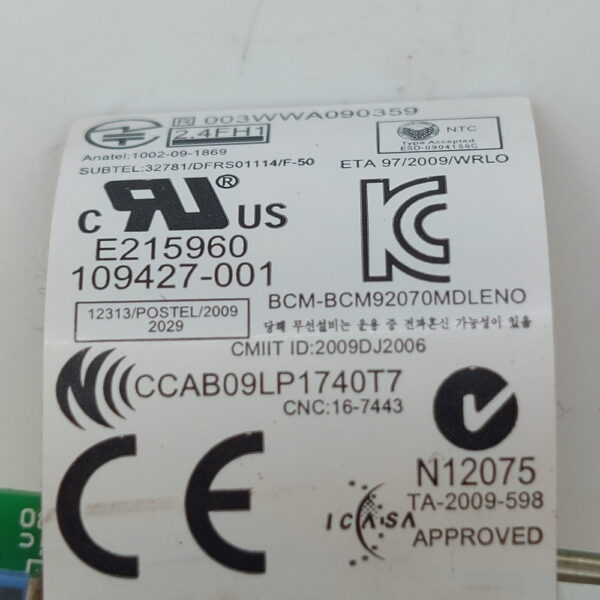 R 003WWA090359
2.4FH1
Anatel:1002-09-1869
NTC
Type Accepted
ESD-0904156C
SUBTEL:32781/DFRS01114/F-50
ETA 97/2009/WRLO
C UR ® US
E215960
109427-001
12313/POSTEL/2009
2029
BCM-BCM92070MDLENO
당해 무선설비는 운용 중 전파혼신 가능성이 있음
CMIIT ID:2009DJ2006
CCAB09LP1740T7
CNC:16-7443
CE
N12075
ICASA
TA-2009-598
APPROVED